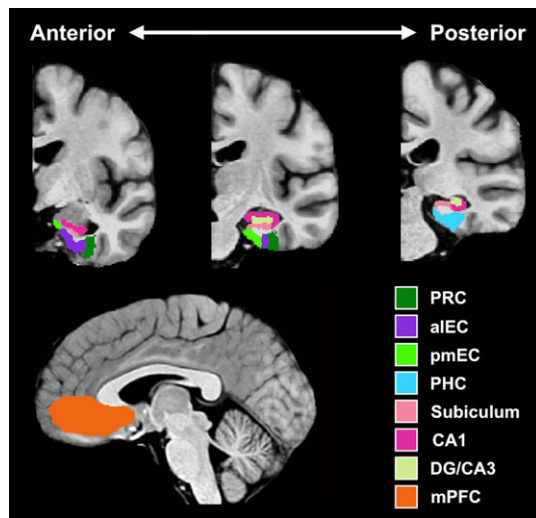 Anterior
Posterior
PRC
alEC
pmEC
PHC
Subiculum
CA1
DG/CA3
mPFC